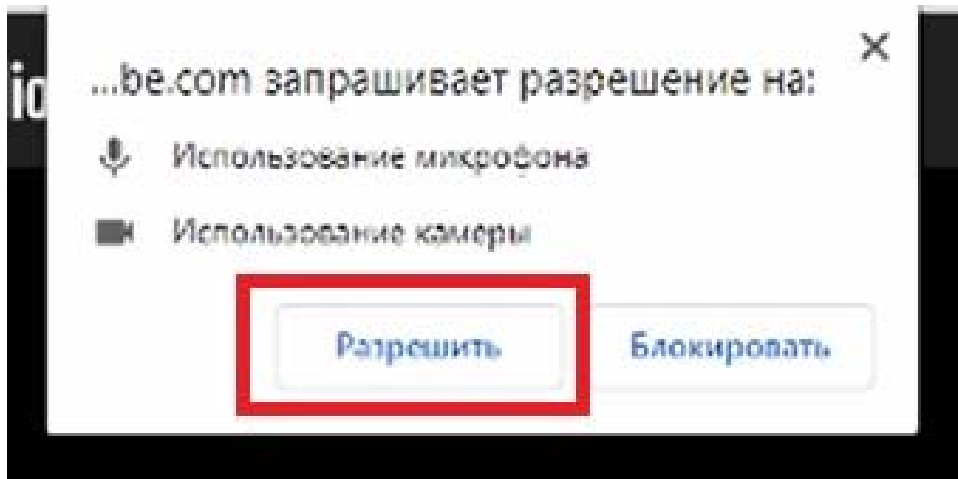 ...be.com запрашивает разрешение на:
Использование микрофона
Использование камеры
Разрешить Блокировать